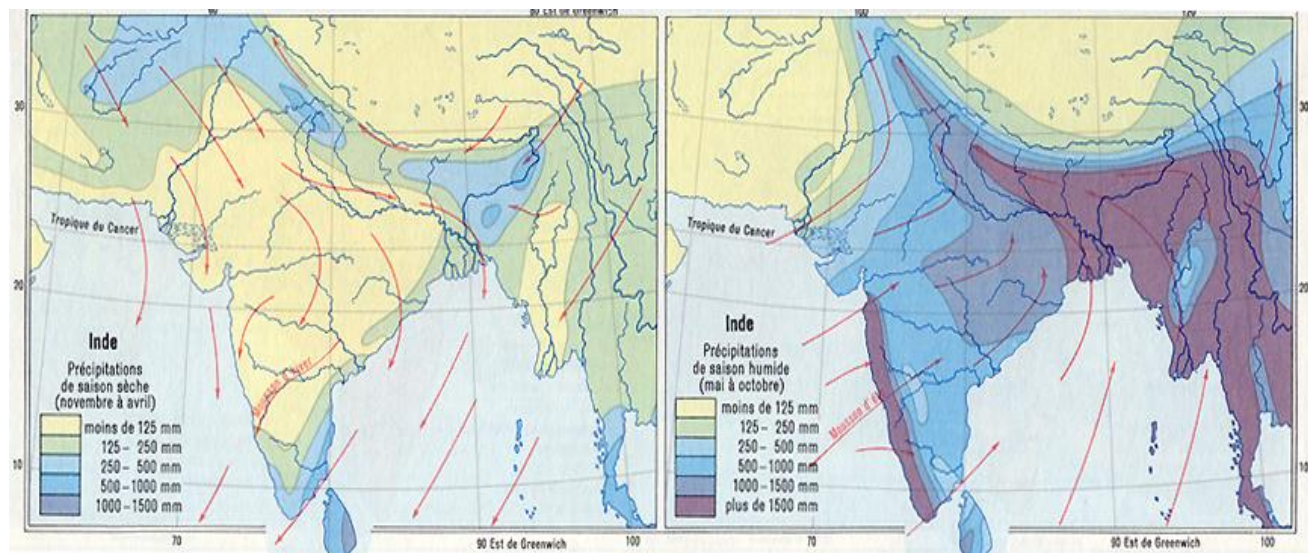 60
80 Est de Greenwich
30
Tropique du Cancer
20
Inde
Précipitations
de saison sèche
(novembre à avril)
moins de 125 mm
125 – 250 mm
250 – 500 mm
500 – 1000 mm
1000 – 1500 mm
Mousson d'hiver
10
70
90 Est de Greenwich
100
100
120
30
Tropique du Cancer
20
Inde
Précipitations
de saison humide
(mai à octobre)
moins de 125 mm
125 – 250 mm
250 – 500 mm
500 – 1000 mm
1000 – 1500 mm
plus de 1500 mm
Mousson d'été
10
70
90 Est de Greenwich
100